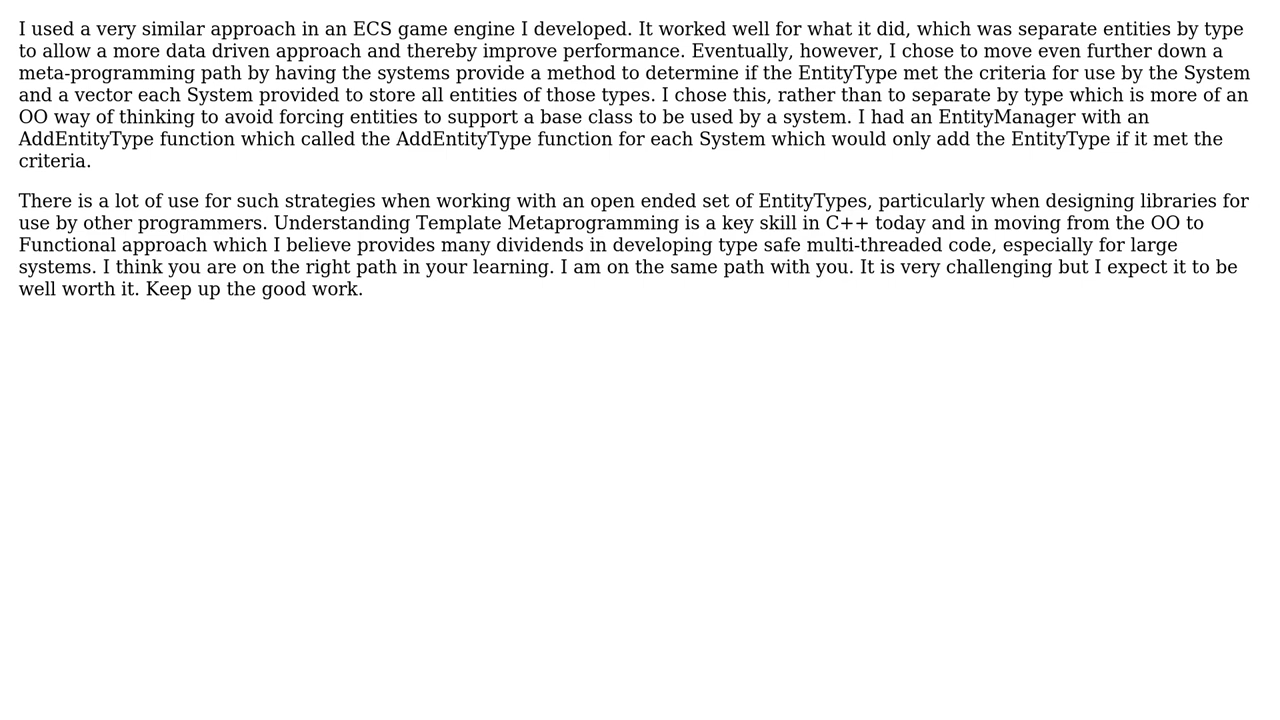 I used a very similar approach in an ECS game engine I developed. It worked well for what it did, which was separate entities by type
to allow a more data driven approach and thereby improve performance. Eventually, however, I chose to move even further down a
meta-programming path by having the systems provide a method to determine if the EntityType met the criteria for use by the System
and a vector each System provided to store all entities of those types. I chose this, rather than to separate by type which is more of an
OO way of thinking to avoid forcing entities to support a base class to be used by a system. I had an EntityManager with an
AddEntityType function which called the AddEntityType function for each System which would only add the EntityType if it met the
criteria.
There is a lot of use for such strategies when working with an open ended set of EntityTypes, particularly when designing libraries for
use by other programmers. Understanding Template Metaprogramming is a key skill in C++ today and in moving from the OO to
Functional approach which I believe provides many dividends in developing type safe multi-threaded code, especially for large
systems. I think you are on the right path in your learning. I am on the same path with you. It is very challenging but I expect it to be
well worth it. Keep up the good work.